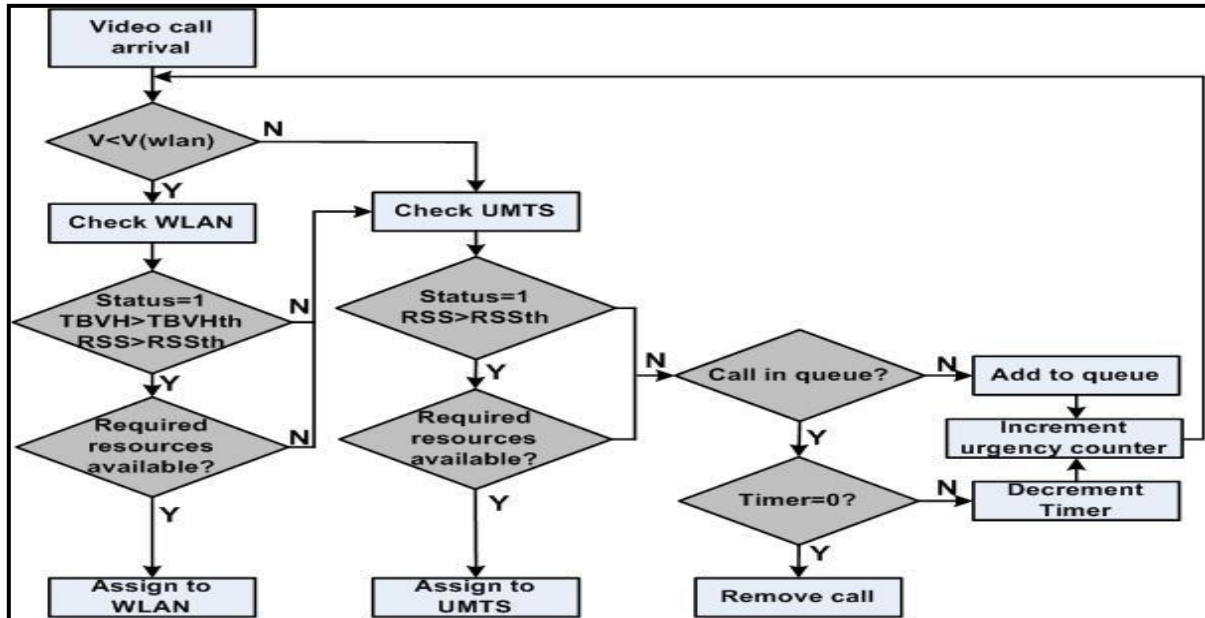 Video call
arrival
V<V(wlan)
N
Y
Check WLAN
Check UMTS
Status=1
TBVH>TBVHth
RSS>RSSth
N
Y
Status=1
RSS>RSSth
Y
N
Required
resources
available?
N
Y
Required
resources
available?
Y
Call in queue?
N
Add to queue
Y
Increment
urgency counter
Timer=0?
N
Decrement
Timer
Y
Assign to
WLAN
Assign to
UMTS
Remove call